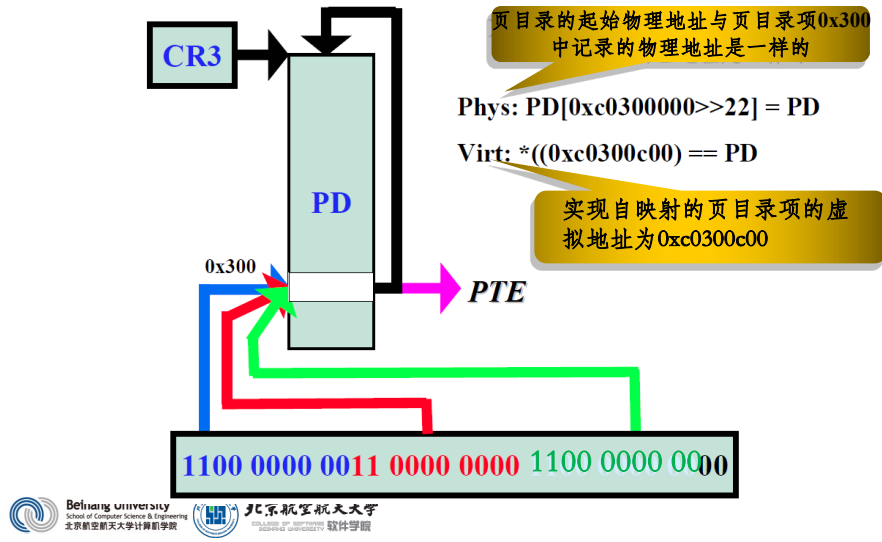 页目录的起始物理地址与页目录项0x300
中记录的物理地址是一样的
CR3
Phys: PD[0xc0300000>>22] = PD
Virt: *((0xc0300c00) == PD
PD
实现自映射的页目录项的虚
拟地址为0xc0300c00
0x300
PTE
1100 0000 0011 0000 0000 1100 0000 0000
Beihang University
School of Computer Science & Engineering
北京航空航天大学计算机学院
北京航空航天大学
COLLEGE OF SOFTWARE
BEIHANG UNIVERSITY 软件学院